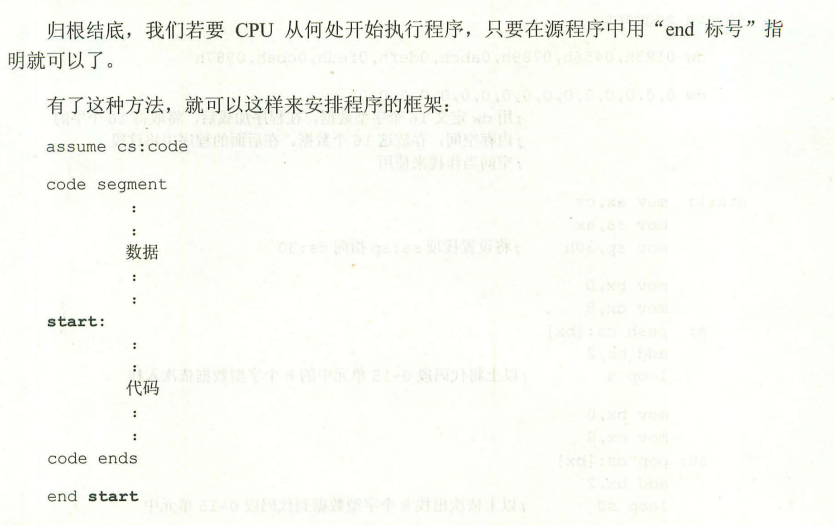 归根结底，我们若要 CPU 从何处开始执行程序，只要在源程序中用“end 标号”指
明就可以了。
有了这种方法，就可以这样来安排程序的框架：
assume cs:code
code segment
:
:
数据
:
:
start:
:
:
代码
:
:
code ends
end start